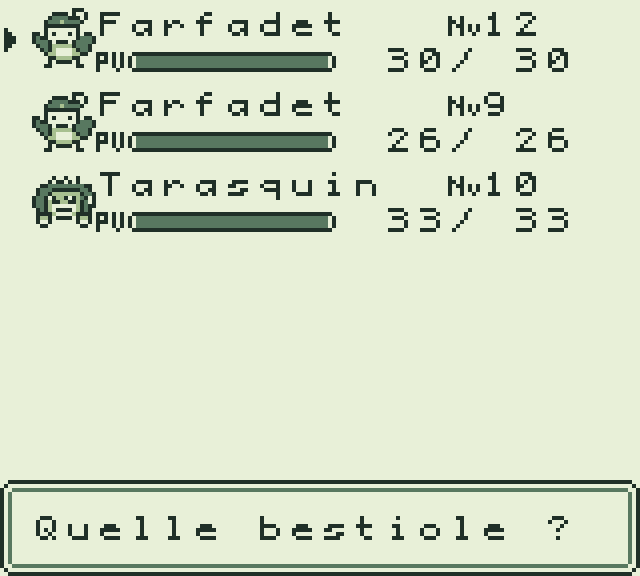 Farfadet Nv12
PV 30/ 30
Farfadet Nv9
PV 26/ 26
Tarasquin Nv10
PV 33/ 33
Quelle bestiole ?